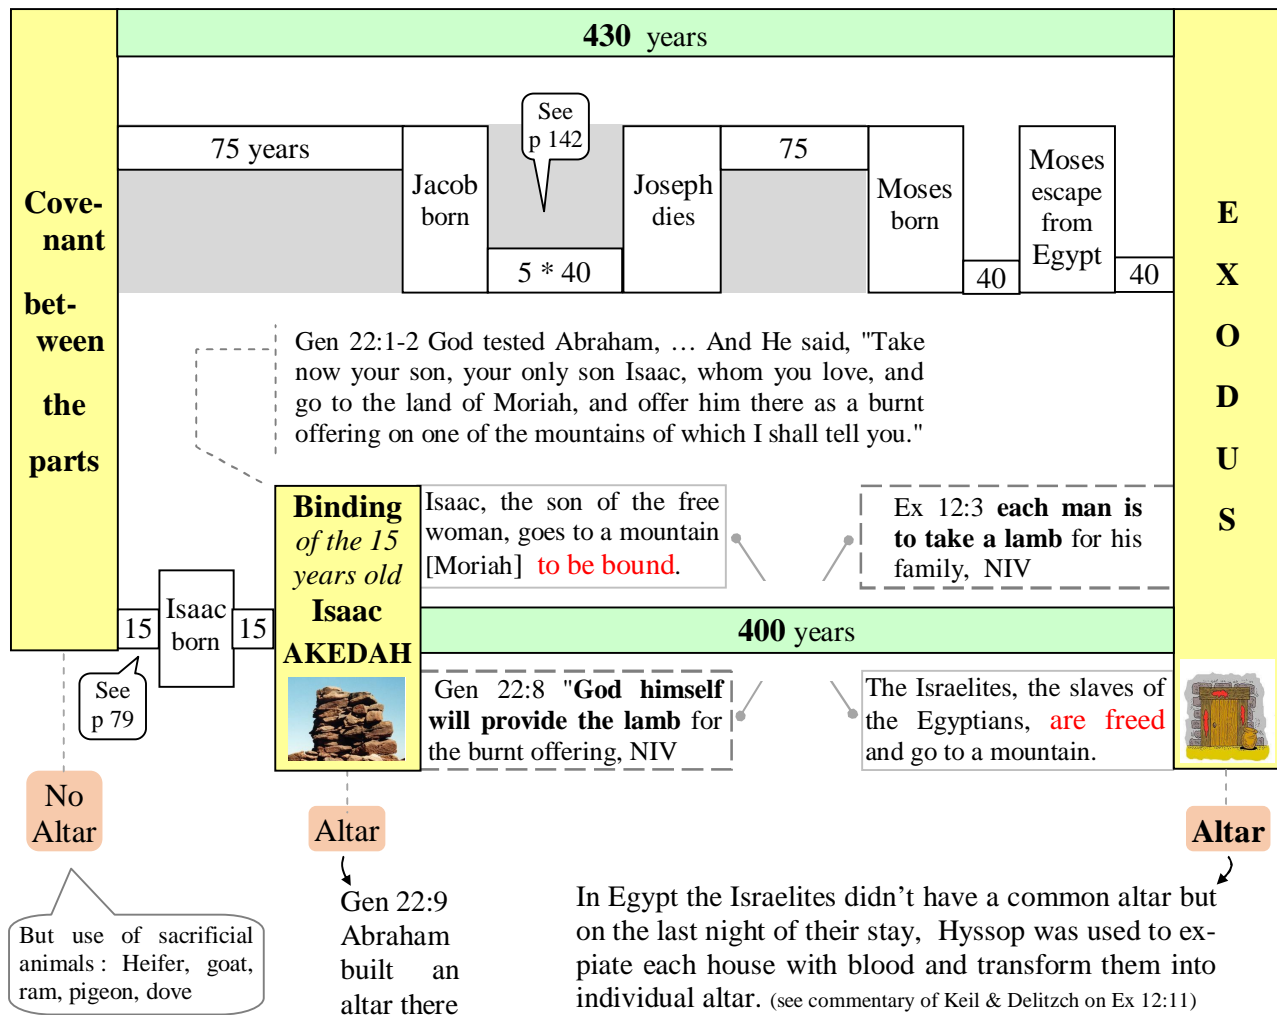 430 years
See
p 142
75 years
75
Jacob
born
Joseph
dies
Moses
born
Moses
escape
from
Egypt
5 * 40
40
40
Cove-
nant
bet-
ween
the
parts
E
X
O
D
U
S
Gen 22:1-2 God tested Abraham, … And He said, "Take
now your son, your only son Isaac, whom you love, and
go to the land of Moriah, and offer him there as a burnt
offering on one of the mountains of which I shall tell you."
Binding
of the 15
years old
Isaac
AKEDAH
Isaac, the son of the free
woman, goes to a mountain
[Moriah] to be bound.
Ex 12:3 each man is
to take a lamb for his
family, NIV
15
Isaac
born
15
400 years
See
p 79
Gen 22:8 "God himself
will provide the lamb for
the burnt offering, NIV
The Israelites, the slaves of
the Egyptians, are freed
and go to a mountain.
No
Altar
Altar
Altar
But use of sacrificial
animals : Heifer, goat,
ram, pigeon, dove
Gen 22:9
Abraham
built an
altar there
In Egypt the Israelites didn't have a common altar but
on the last night of their stay, Hyssop was used to ex-
piate each house with blood and transform them into
individual altar. (see commentary of Keil & Delitzch on Ex 12:11)